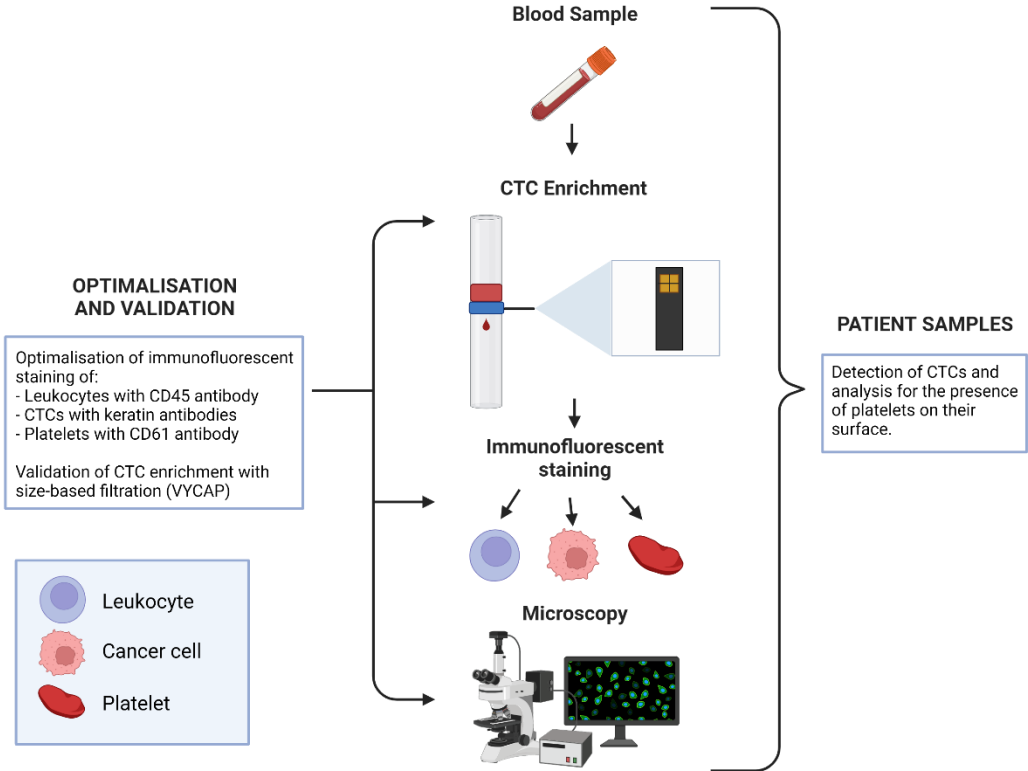 Blood Sample
CTC Enrichment
OPTIMALISATION
AND VALIDATION
Optimalisation of immunofluorescent
staining of:
- Leukocytes with CD45 antibody
- CTCs with keratin antibodies
- Platelets with CD61 antibody
Validation of CTC enrichment with
size-based filtration (VYCAP)
PATIENT SAMPLES
Detection of CTCs and
analysis for the presence
of platelets on their
surface.
Immunofluorescent
staining
Leukocyte
Cancer cell
Platelet
Microscopy